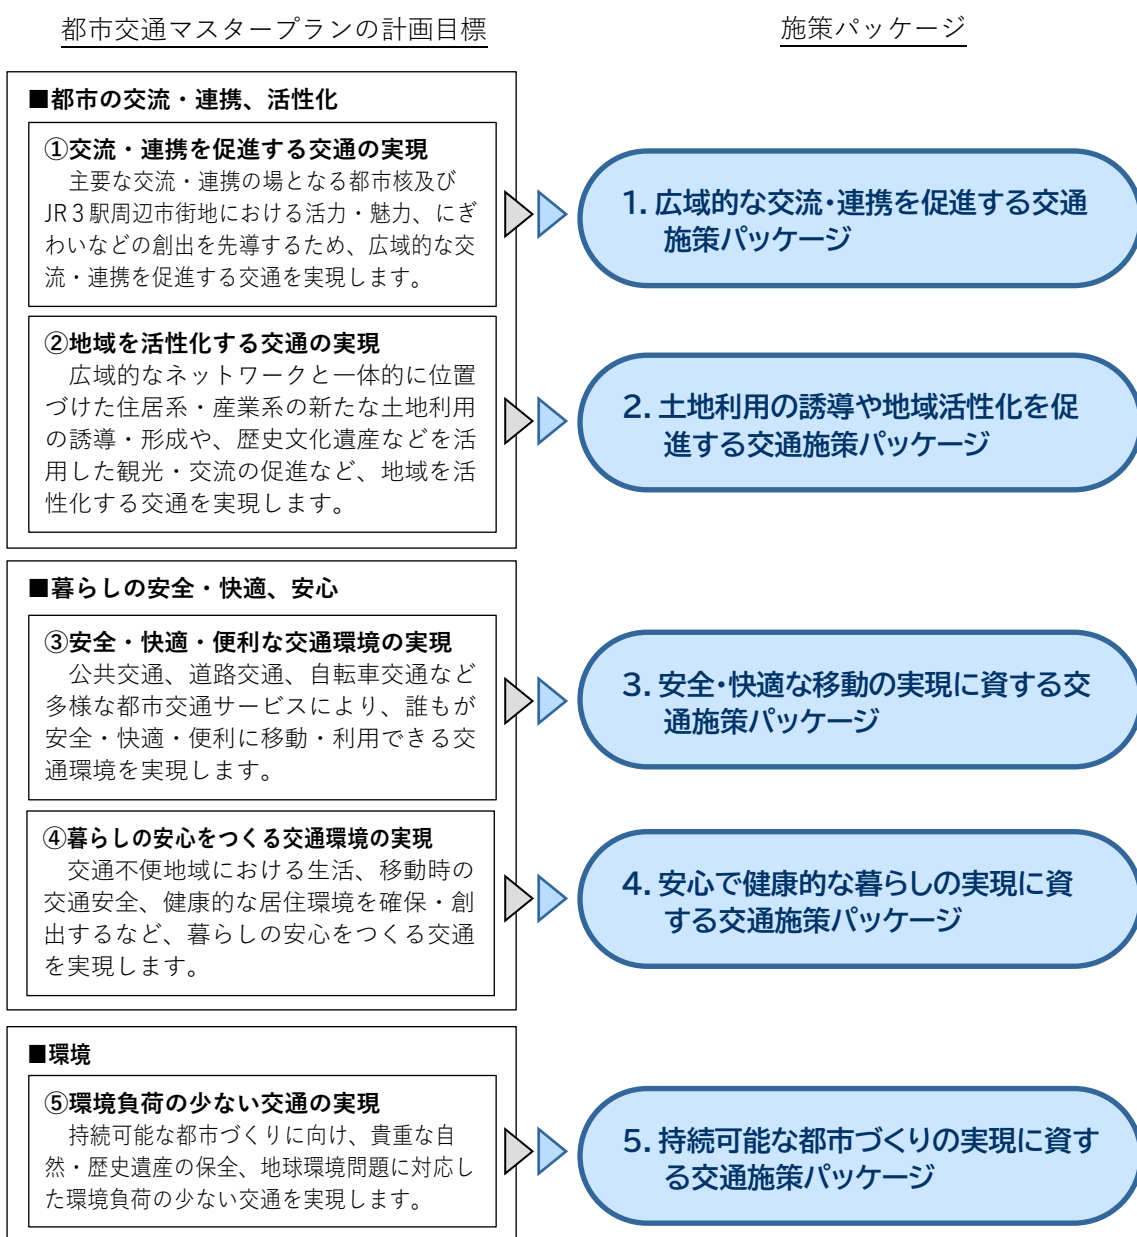 都市交通マスタープランの計画目標
施策パッケージ
■都市の交流・連携、活性化
①交流・連携を促進する交通の実現
主要な交流・連携の場となる都市核及び
JR３駅周辺市街地における活力・魅力、にぎ
わいなどの創出を先導するため、広域的な交
流・連携を促進する交通を実現します。
1. 広域的な交流・連携を促進する交通
施策パッケージ
②地域を活性化する交通の実現
広域的なネットワークと一体的に位置
づけた住居系・産業系の新たな土地利用
の誘導・形成や、歴史文化遺産などを活
用した観光・交流の促進など、地域を活
性化する交通を実現します。
2. 土地利用の誘導や地域活性化を促
進する交通施策パッケージ
■暮らしの安全・快適、安心
③安全・快適・便利な交通環境の実現
公共交通、道路交通、自転車交通など
多様な都市交通サービスにより、誰もが
安全・快適・便利に移動・利用できる交
通環境を実現します。
3. 安全・快適な移動の実現に資する交
通施策パッケージ
④暮らしの安心をつくる交通環境の実現
交通不便地域における生活、移動時の
交通安全、健康的な居住環境を確保・創
出するなど、暮らしの安心をつくる交通
を実現します。
4. 安心で健康的な暮らしの実現に資
する交通施策パッケージ
■環境
⑤環境負荷の少ない交通の実現
持続可能な都市づくりに向け、貴重な自
然・歴史遺産の保全、地球環境問題に対応し
た環境負荷の少ない交通を実現します。
5. 持続可能な都市づくりの実現に資す
る交通施策パッケージ